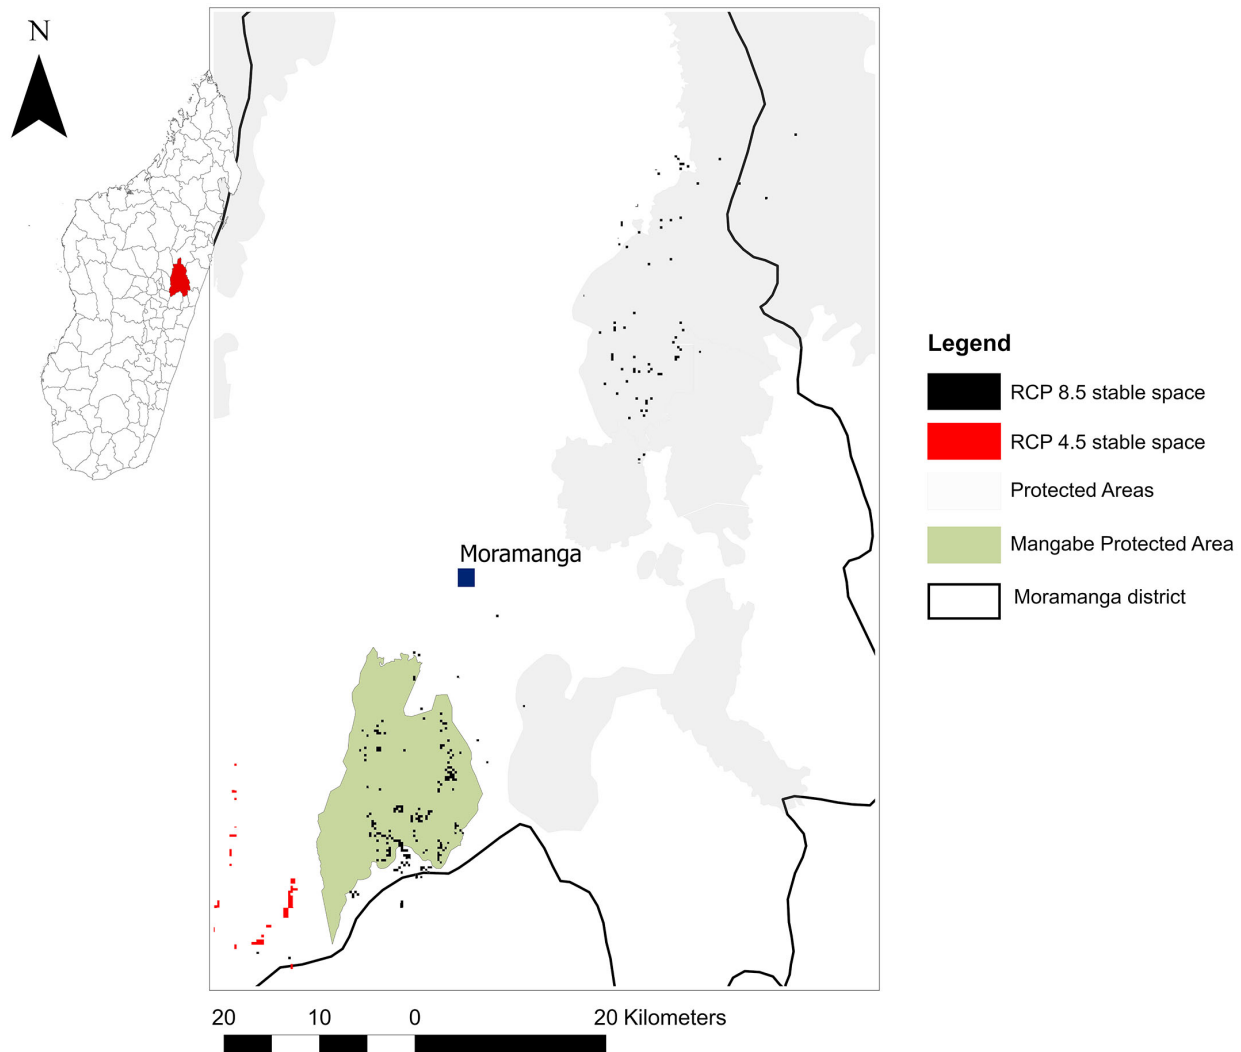 N
Moramanga
Legend
RCP 8.5 stable space
RCP 4.5 stable space
Protected Areas
Mangabe Protected Area
Moramanga district
20 10 0 20 Kilometers